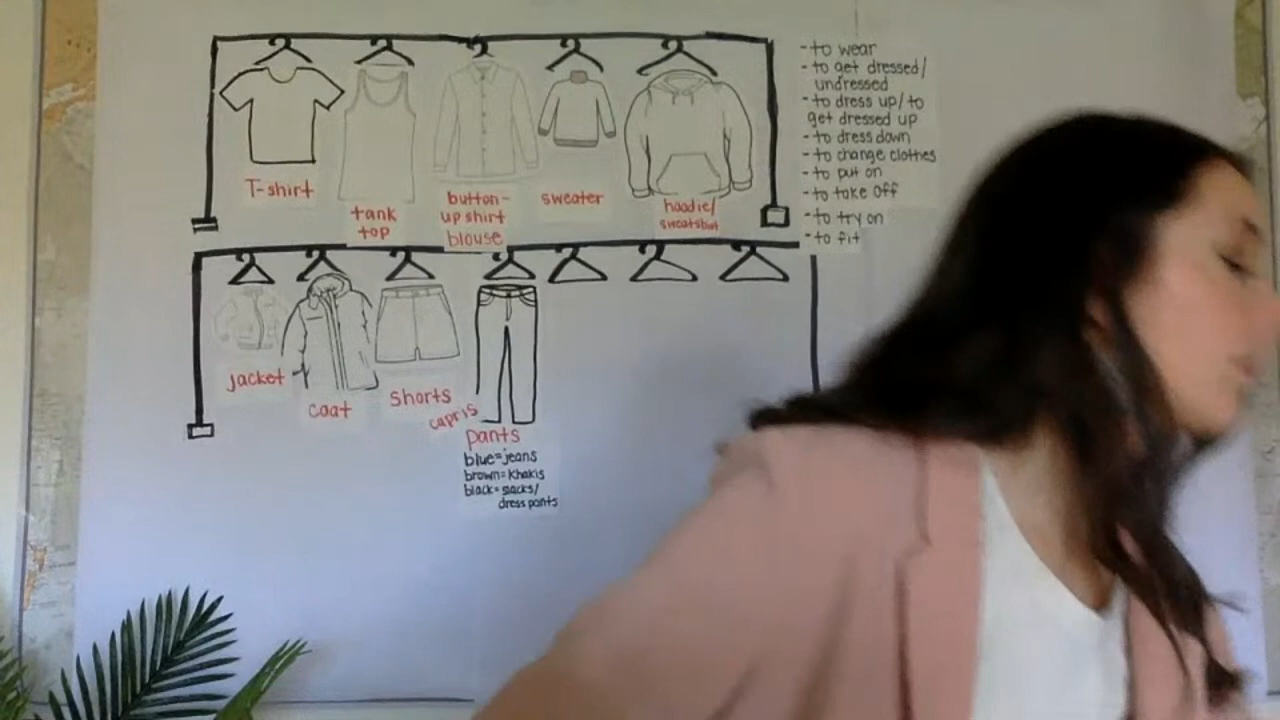 T-shirt
tank
top
button-
up shirt
blouse
sweater
hoodie/
sweatshirt
jacket
coat
shorts
capris
pants
blue=jeans
brown=khakis
black=slacks/
dress pants
-to wear
-to get dressed/
undressed
-to dress up/to
get dressed up
-to dress down
-to change clothes
-to put on
-to take off
-to try on
-to fit